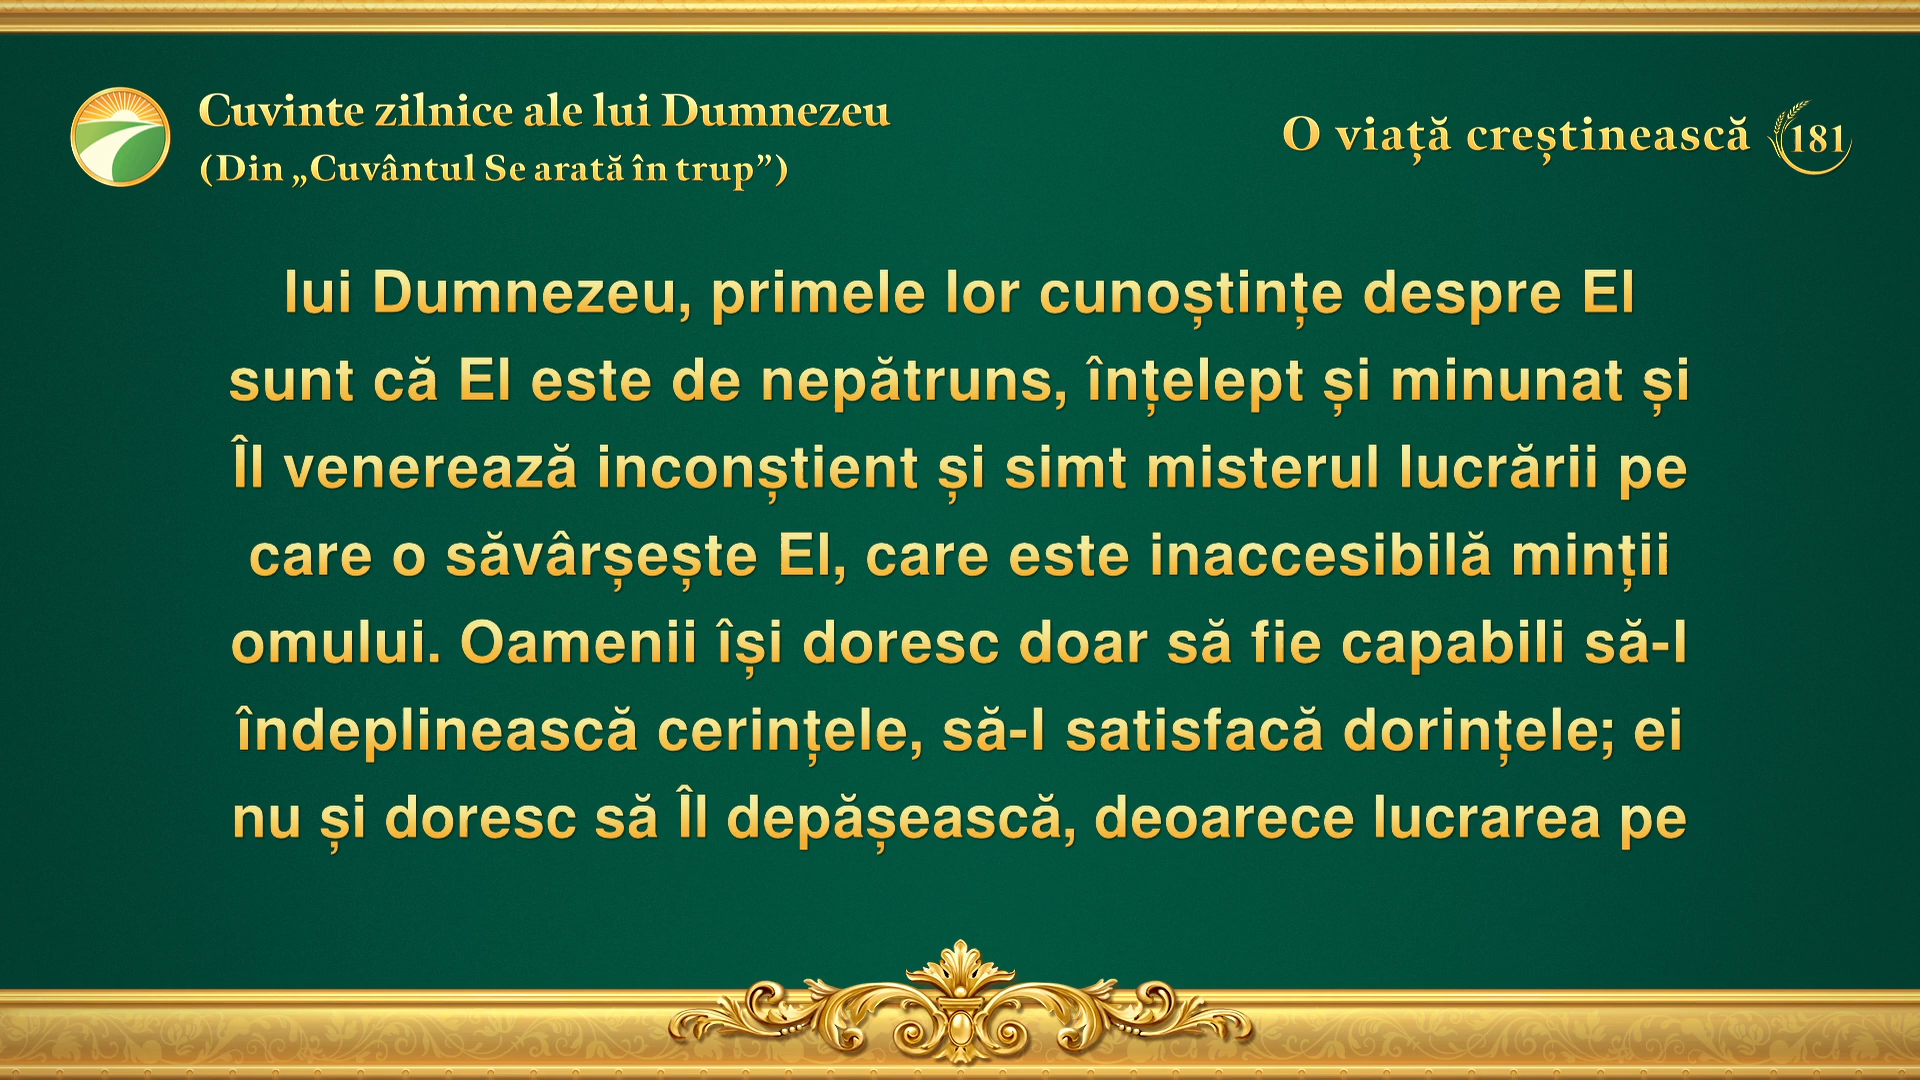 Cuvinte zilnice ale lui Dumnezeu
(Din „Cuvântul Se arată în trup”)
O viață creștinească 181
lui Dumnezeu, primele lor cunoștințe despre El
sunt că El este de nepătruns, înțelept și minunat și
Îl venerează inconștient și simt misterul lucrării pe
care o săvârșește El, care este inaccesibilă minții
omului. Oamenii își doresc doar să fie capabili să-I
îndeplinească cerințele, să-I satisfacă dorințele; ei
nu și doresc să Îl depășească, deoarece lucrarea pe